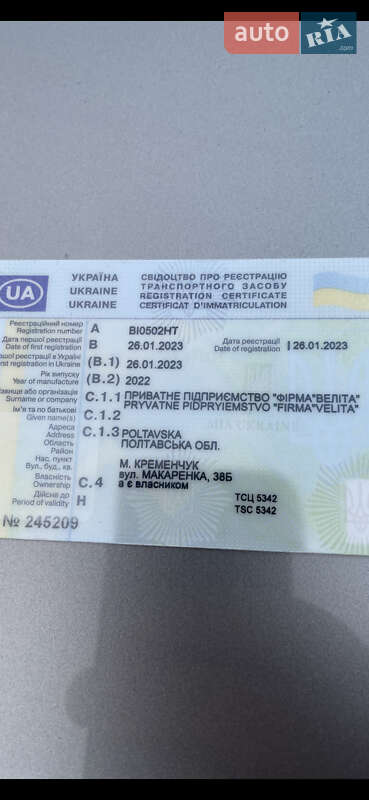 auto RIA.com
УКРАЇНА СВІДОЦТВО ПРО РЕЄСТРАЦІЮ
UKRAINE ТРАНСПОРТНОГО ЗАСОБУ
UA UKRAINE REGISTRATION CERTIFICATE
UKRAINE CERTIFICAT D'IMMATRICULATION
Реєстраційний номер
Registration number A BI0502HT
Дата першої реєстрації
Date of first registration B 26.01.2023 Дата реєстрації
Date of registration I 26.01.2023
шої реєстрації в Україні
rst registration in Ukraine (B.1) 26.01.2023
Рік випуску
Year of manufacture (B.2) 2022
ізвище або організація
Surname or company C.1.1 ПРИВАТНЕ ПІДПРИЄМСТВО "ФІРМА"ВЕЛІТА"
PRYVATNE PIDPRYIEMSTVO "FIRMA"VELITA"
Ім'я та по батькові
Given name(s) C.1.2
Адреса
Address C.1.3 POLTAVSKA
Область ПОЛТАВСЬКА ОБЛ.
Район
Нас. пункт М. КРЕМЕНЧУК
Вул., буд., кв. вул. МАКАРЕНКА, 38Б
Власність
Ownership C.4 а є власником
Дійсне до
Period of validity H
ТСЦ 5342
TSC 5342
№ 245209